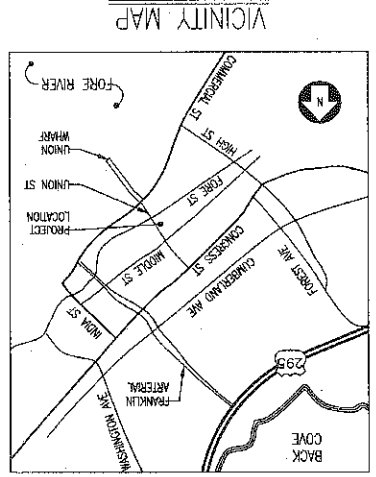 BACK
COVE
295
WASHINGTON AVE
FRANKLIN
ARTERIAL
FOREST AVE
CUMBERLAND AVE
CONGRESS ST
INDIA ST
MIDDLE ST
PROJECT
LOCATION
FORE ST
UNION ST
HIGH ST
UNION
WHARF
COMMERCIAL ST
N
FORE RIVER
VICINITY MAP